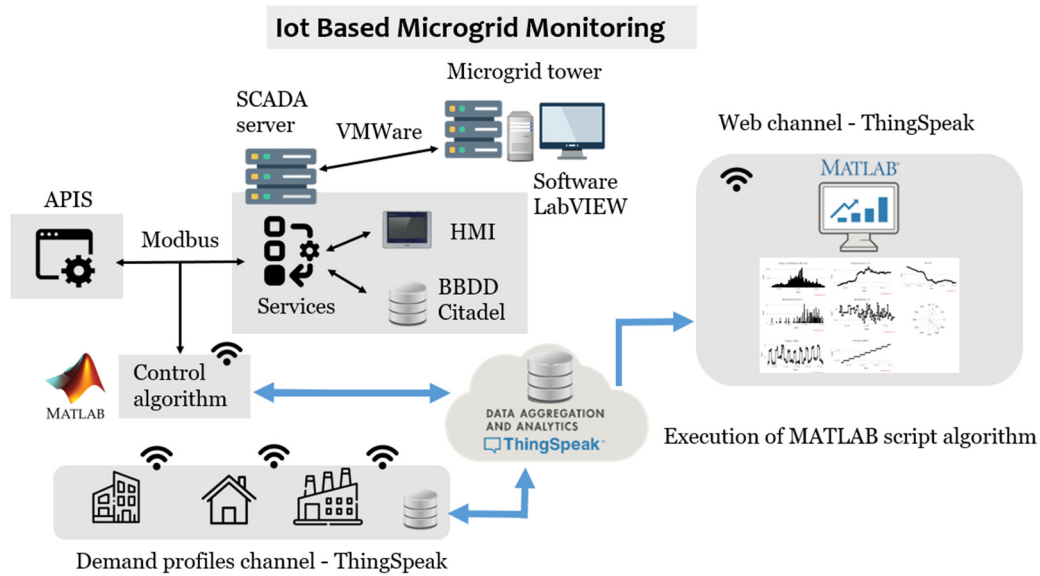 Iot Based Microgrid Monitoring
Microgrid tower
SCADA
server
VMWare
Software
LabVIEW
Web channel - ThingSpeak
MATLAB
APIS
Modbus
HMI
Services
BBDD
Citadel
MATLAB
Control
algorithm
DATA AGGREGATION
AND ANALYTICS
ThingSpeak™
Execution of MATLAB script algorithm
Demand profiles channel - ThingSpeak